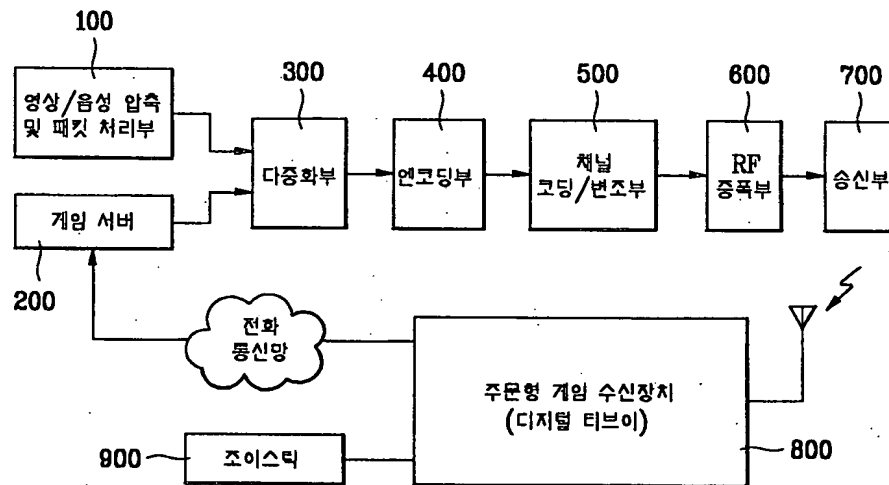 100
영상/음성 압축
및 패킷 처리부
300
다중화부
400
엔코딩부
500
채널
코딩/변조부
600
RF
증폭부
700
송신부
게임 서버
200
전화
통신망
주문형 게임 수신장치
(디지털 티브이)
800
900
조이스틱